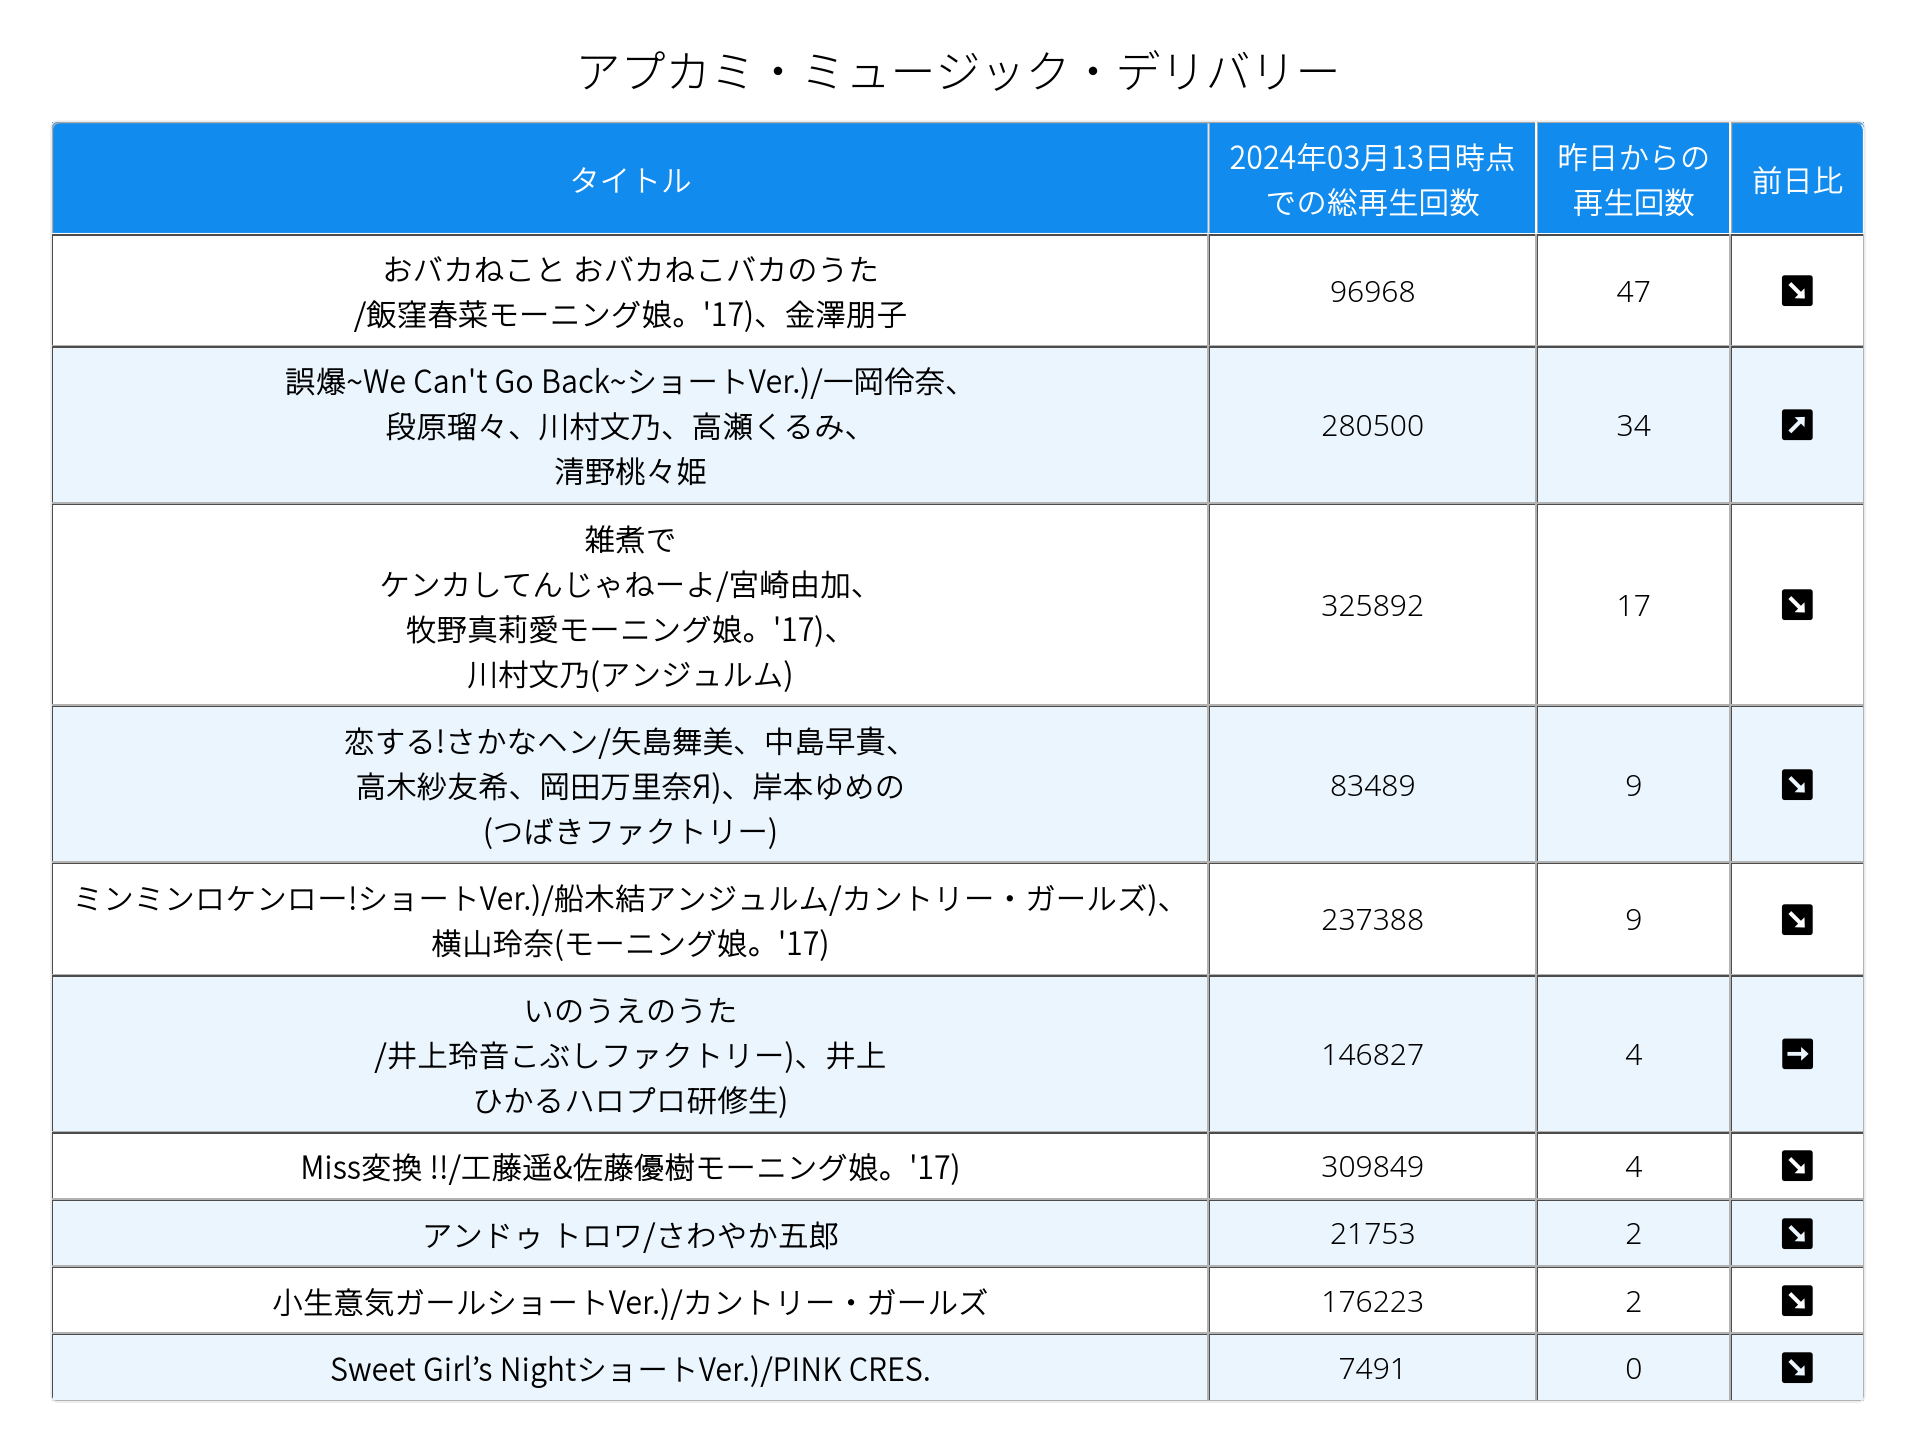 アプカミ・ミュージック・デリバリー
タイトル
2024年03月13日時点
での総再生回数
昨日からの
再生回数
前日比
おバカねこと おバカねこバカのうた
/飯窪春菜モーニング娘。'17)、金澤朋子
96968
47
誤爆~We Can't Go Back~ショートVer.)/一岡伶奈、
段原瑠々、川村文乃、高瀬くるみ、
清野桃々姫
280500
34
雑煮で
ケンカしてんじゃねーよ/宮崎由加、
牧野真莉愛モーニング娘。'17)、
川村文乃(アンジュルム)
325892
17
恋する!さかなヘン/矢島舞美、中島早貴、
高木紗友希、岡田万里奈Я)、岸本ゆめの
(つばきファクトリー)
83489
9
ミンミンロケンロー!ショートVer.)/船木結アンジュルム/カントリー・ガールズ)、
横山玲奈(モーニング娘。'17)
237388
9
いのうえのうた
/井上玲音こぶしファクトリー)、井上
ひかるハロプロ研修生)
146827
4
Miss変換 !!/工藤遥&佐藤優樹モーニング娘。'17)
309849
4
アンドゥ トロワ/さわやか五郎
21753
2
小生意気ガールショートVer.)/カントリー・ガールズ
176223
2
Sweet Girl’s NightショートVer.)/PINK CRES.
7491
0